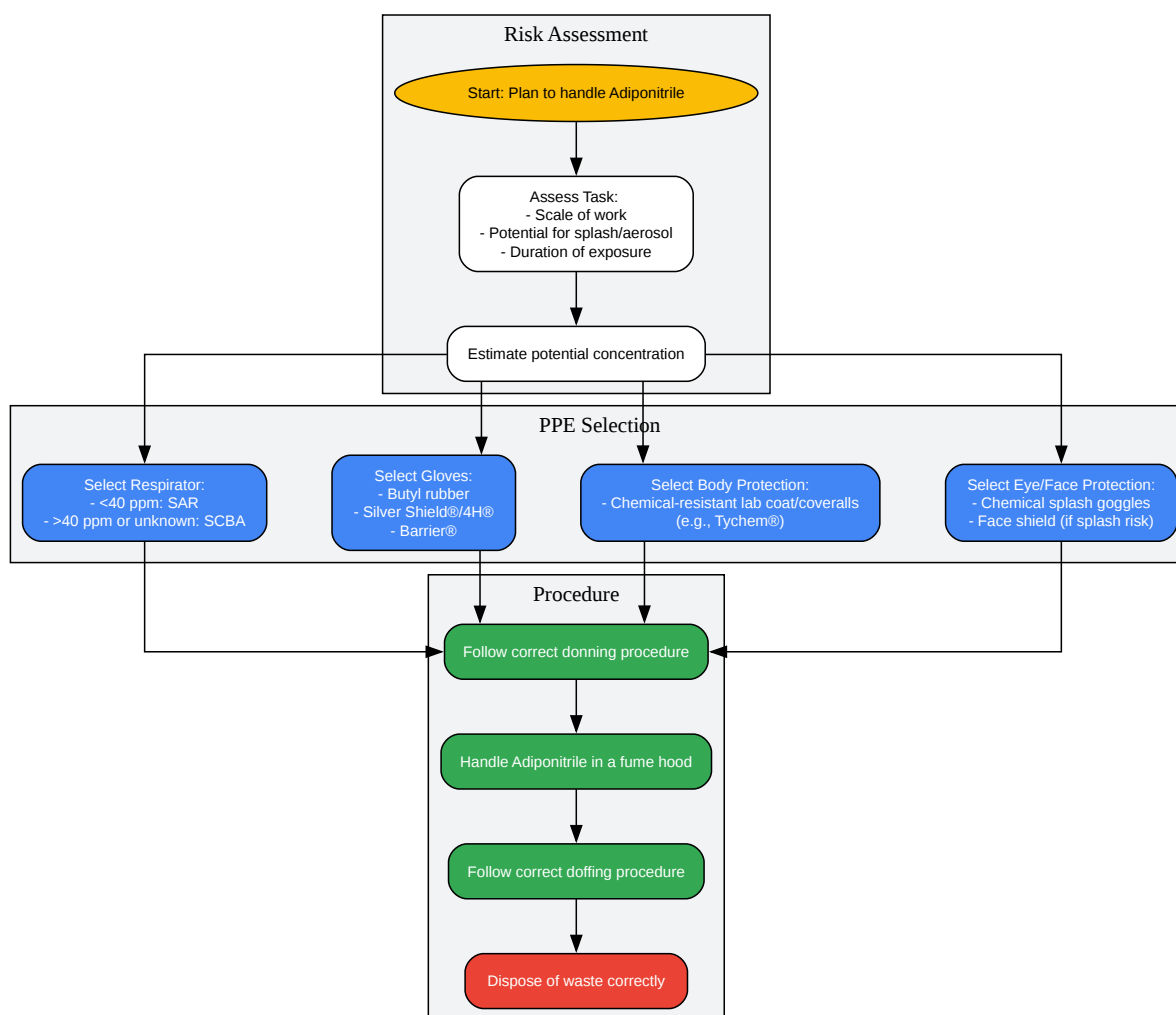 Risk Assessment
Start: Plan to handle Adiponitrile
Assess Task:
- Scale of work
- Potential for splash/aerosol
- Duration of exposure
Estimate potential concentration
PPE Selection
Select Respirator:
- <40 ppm: SAR
- >40 ppm or unknown: SCBA
Select Gloves:
- Butyl rubber
- Silver Shield®/4H®
- Barrier®
Select Body Protection:
- Chemical-resistant lab coat/coveralls
(e.g., Tychem®)
Select Eye/Face Protection:
- Chemical splash goggles
- Face shield (if splash risk)
Procedure
Follow correct donning procedure
Handle Adiponitrile in a fume hood
Follow correct doffing procedure
Dispose of waste correctly